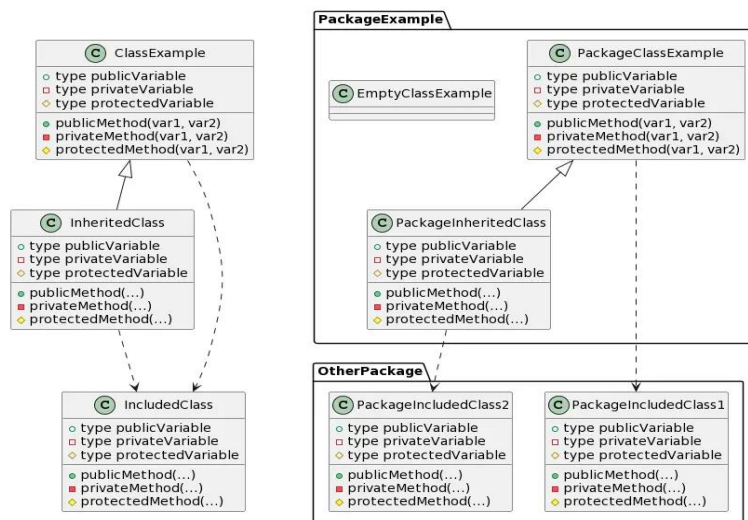 C ClassExample
type publicVariable
type privateVariable
type protectedVariable
publicMethod(var1, var2)
privateMethod(var1, var2)
protectedMethod(var1, var2)
C InheritedClass
type publicVariable
type privateVariable
type protectedVariable
publicMethod(...)
privateMethod(...)
protectedMethod(...)
C IncludedClass
type publicVariable
type privateVariable
type protectedVariable
publicMethod(...)
privateMethod(...)
protectedMethod(...)
PackageExample
C EmptyClassExample
C PackageClassExample
type publicVariable
type privateVariable
type protectedVariable
publicMethod(var1, var2)
privateMethod(var1, var2)
protectedMethod(var1, var2)
C PackageInheritedClass
type publicVariable
type privateVariable
type protectedVariable
publicMethod(...)
privateMethod(...)
protectedMethod(...)
OtherPackage
C PackageIncludedClass2
type publicVariable
type privateVariable
type protectedVariable
publicMethod(...)
privateMethod(...)
protectedMethod(...)
C PackageIncludedClass1
type publicVariable
type privateVariable
type protectedVariable
publicMethod(...)
privateMethod(...)
protectedMethod(...)